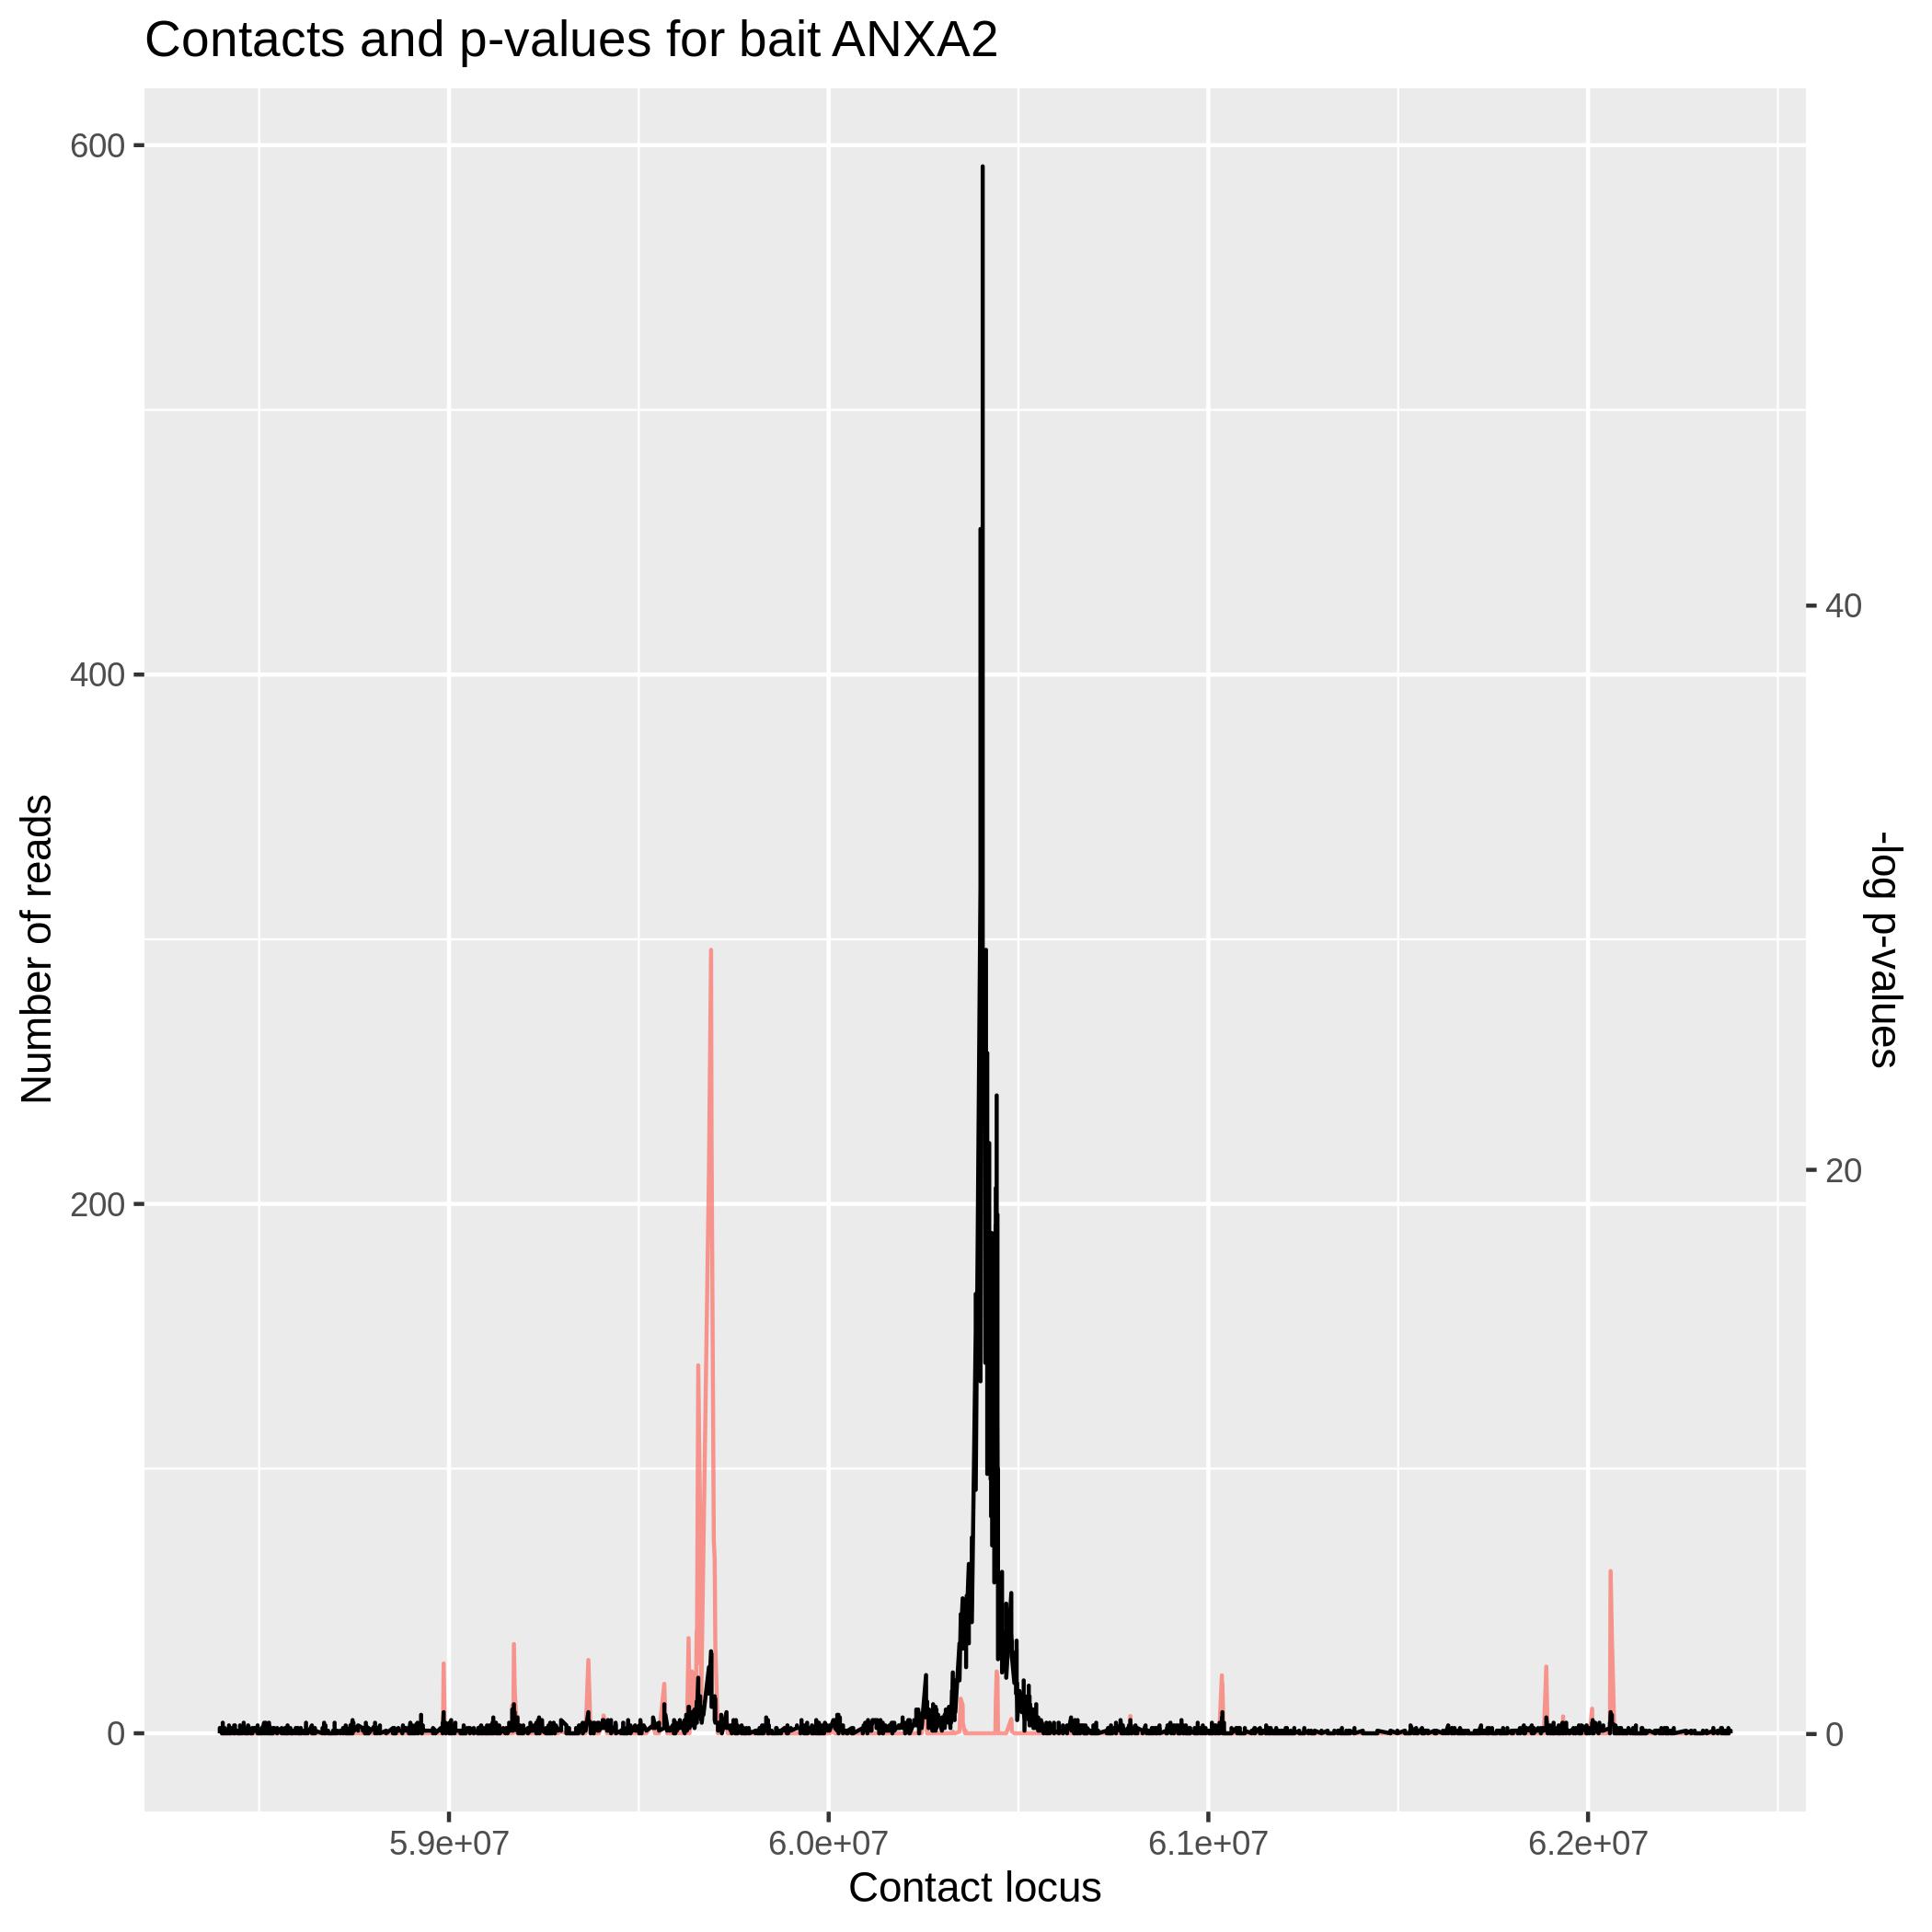 Contacts and p-values for bait ANXA2
600
400
200
0
Number of reads
40
20
0
-log p-values
5.9e+07
6.0e+07
6.1e+07
6.2e+07
Contact locus